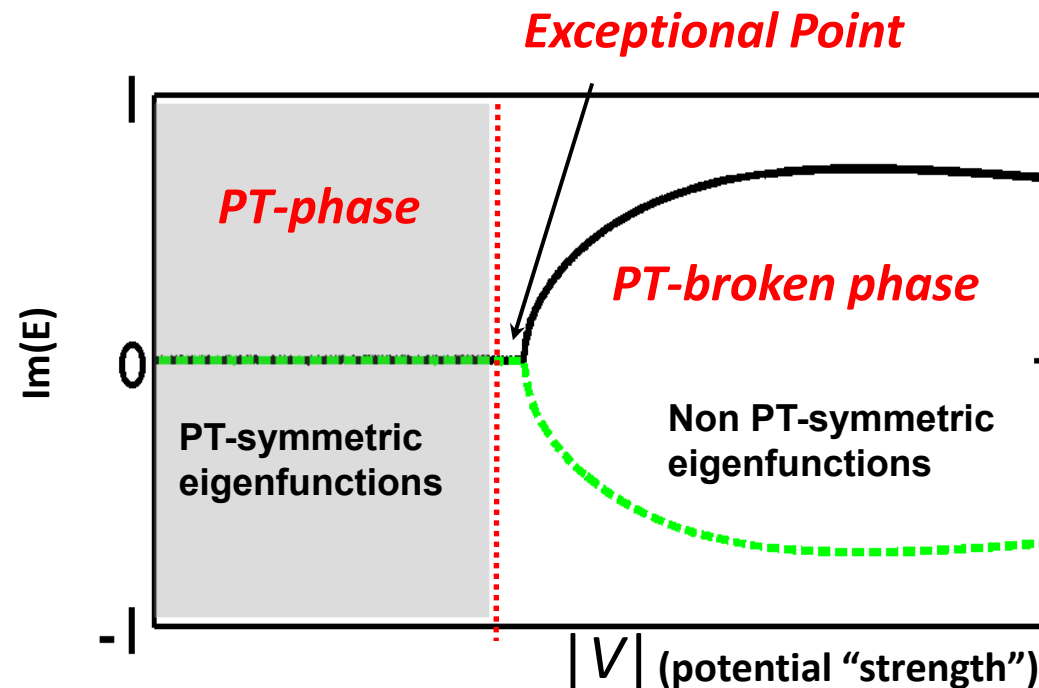 Exceptional Point
I
PT-phase
PT-broken phase
Im(E)
0
PT-symmetric
eigenfunctions
Non PT-symmetric
eigenfunctions
-I
|V| (potential “strength”)